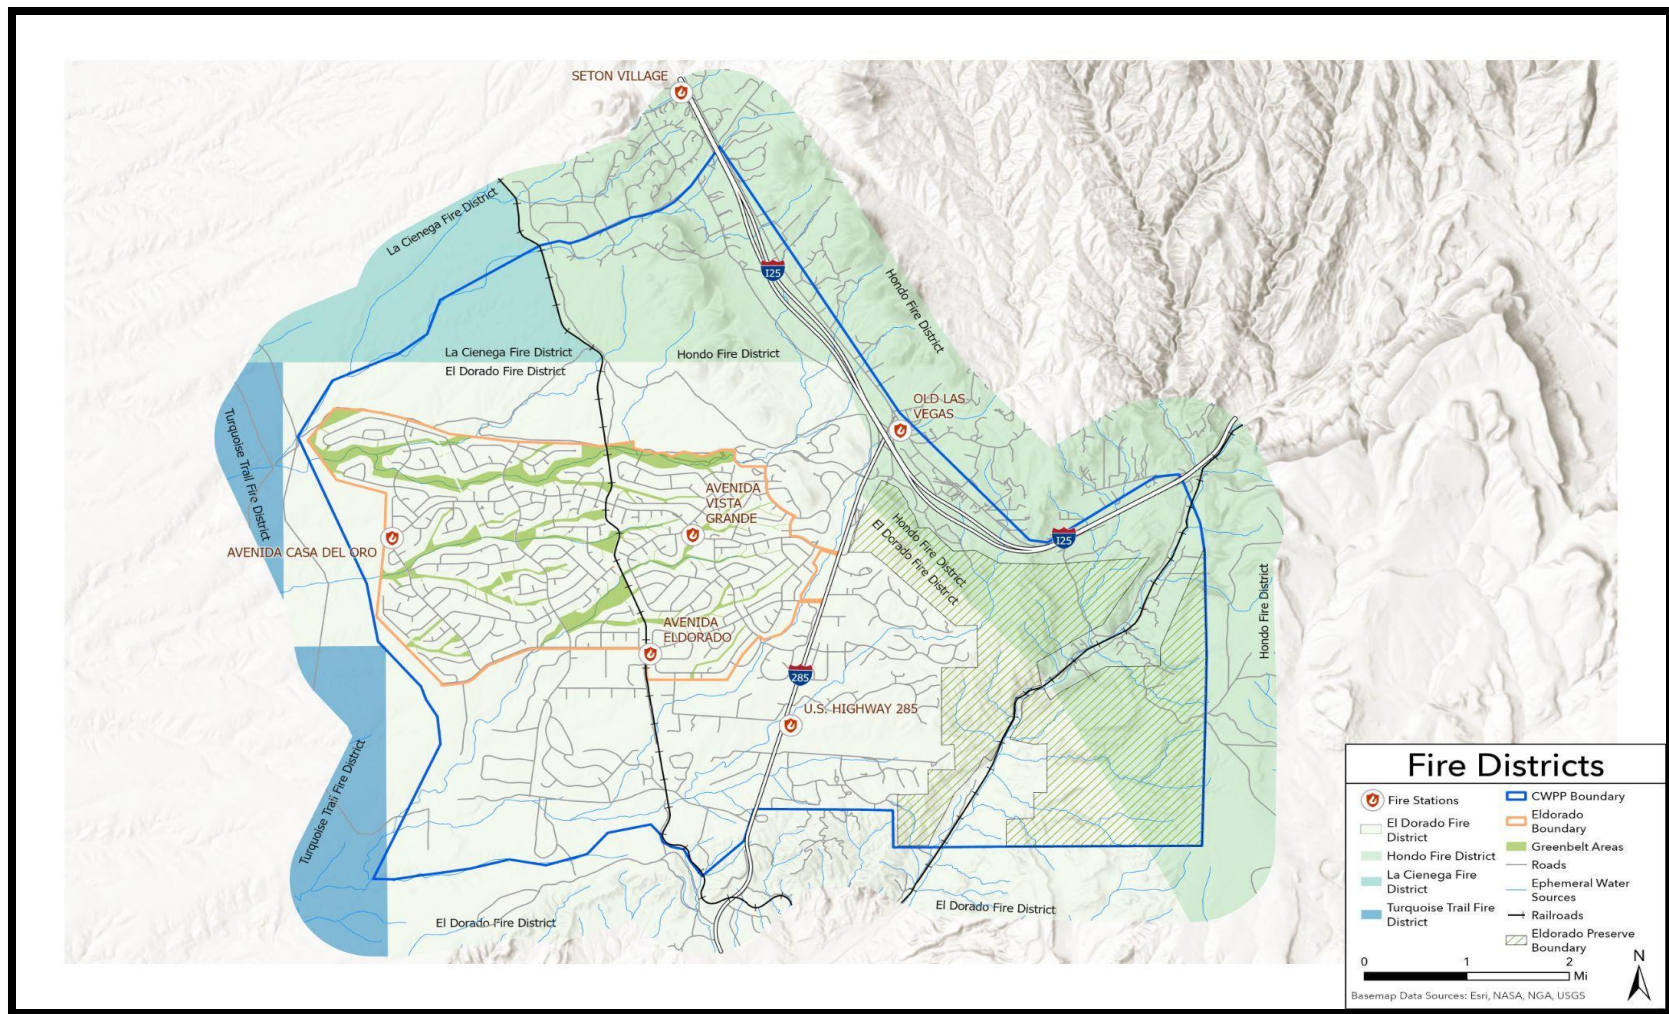 SETON VILLAGE
La Cienega Fire District
I25
Hondo Fire District
La Cienega Fire District
Hondo Fire District
El Dorado Fire District
OLD LAS
VEGAS
Turquoise Trail Fire District
AVENIDA
VISTA
GRANDE
Hondo Fire District
El Dorado Fire District
I25
AVENIDA CASA DEL ORO
Hondo Fire District
AVENIDA
ELDORADO
285
U.S. HIGHWAY 285
Turquoise Trail Fire District
El Dorado Fire District
El Dorado Fire District
Fire Districts
Fire Stations
El Dorado Fire
District
Hondo Fire District
La Cienega Fire
District
Turquoise Trail Fire
District
CWPP Boundary
Eldorado
Boundary
Greenbelt Areas
Roads
Ephemeral Water
Sources
Railroads
Eldorado Preserve
Boundary
0 1 2
Mi
N
Basemap Data Sources: Esri, NASA, NGA, USGS